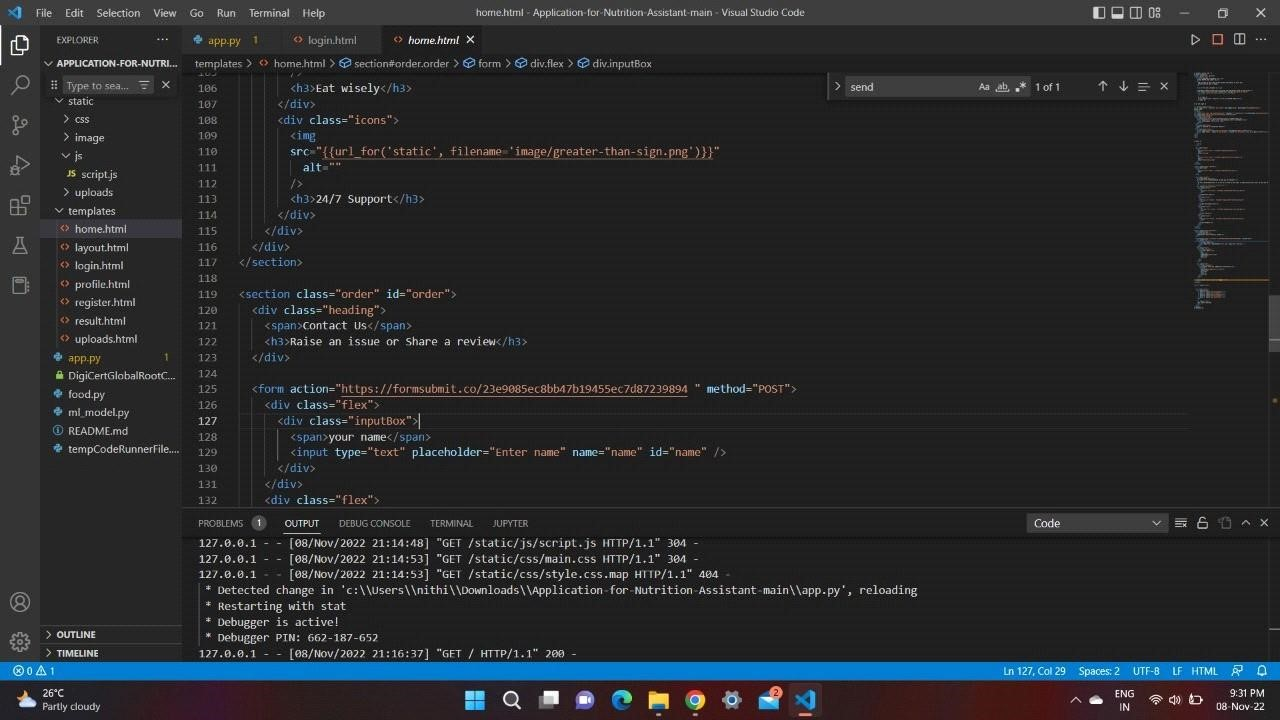 File Edit Selection View Go Run Terminal Help
home.html - Application-for-Nutrition-Assistant-main - Visual Studio Code
EXPLORER
APPLICATION-FOR-NUTRI...
Type to sea...
static
css
image
js
script.js
uploads
templates
home.html
layout.html
login.html
profile.html
register.html
result.html
uploads.html
app.py 1
DigiCertGlobalRootC...
food.py
ml_model.py
README.md
tempCodeRunnerFile....
OUTLINE
TIMELINE
app.py 1 login.html home.html
templates > home.html > section#order.order > form > div.flex > div.inputBox
send Aa ab 1 of 1
105 />
106 <h3>Eat Wisely</h3>
107 </div>
108 <div class="icons">
109 <img
110 src="{{url_for('static', filename='image/greater-than-sign.png')}}"
111 alt=""
112 />
113 <h3>24/7 Support</h3>
114 </div>
115 </div>
116 </div>
117 </section>
118
119 <section class="order" id="order">
120 <div class="heading">
121 <span>Contact Us</span>
122 <h3>Raise an issue or Share a review</h3>
123 </div>
124
125 <form action="https://formsubmit.co/23e9085ec8bb47b19455ec7d87239894 " method="POST">
126 <div class="flex">
127 <div class="inputBox">
128 <span>your name</span>
129 <input type="text" placeholder="Enter name" name="name" id="name" />
130 </div>
131 </div>
132 <div class="flex">
PROBLEMS 1 OUTPUT DEBUG CONSOLE TERMINAL JUPYTER Code
127.0.0.1 - - [08/Nov/2022 21:14:48] "GET /static/js/script.js HTTP/1.1" 304 -
127.0.0.1 - - [08/Nov/2022 21:14:53] "GET /static/css/main.css HTTP/1.1" 304 -
127.0.0.1 - - [08/Nov/2022 21:14:53] "GET /static/css/style.css.map HTTP/1.1" 404 -
* Detected change in 'c:\\Users\\nithi\\Downloads\\Application-for-Nutrition-Assistant-main\\app.py', reloading
* Restarting with stat
* Debugger is active!
* Debugger PIN: 662-187-652
127.0.0.1 - - [08/Nov/2022 21:16:37] "GET / HTTP/1.1" 200 -
0 1 Ln 127, Col 29 Spaces: 2 UTF-8 LF HTML
26°C
Partly cloudy
2
ENG
IN
9:31 PM
08-Nov-22